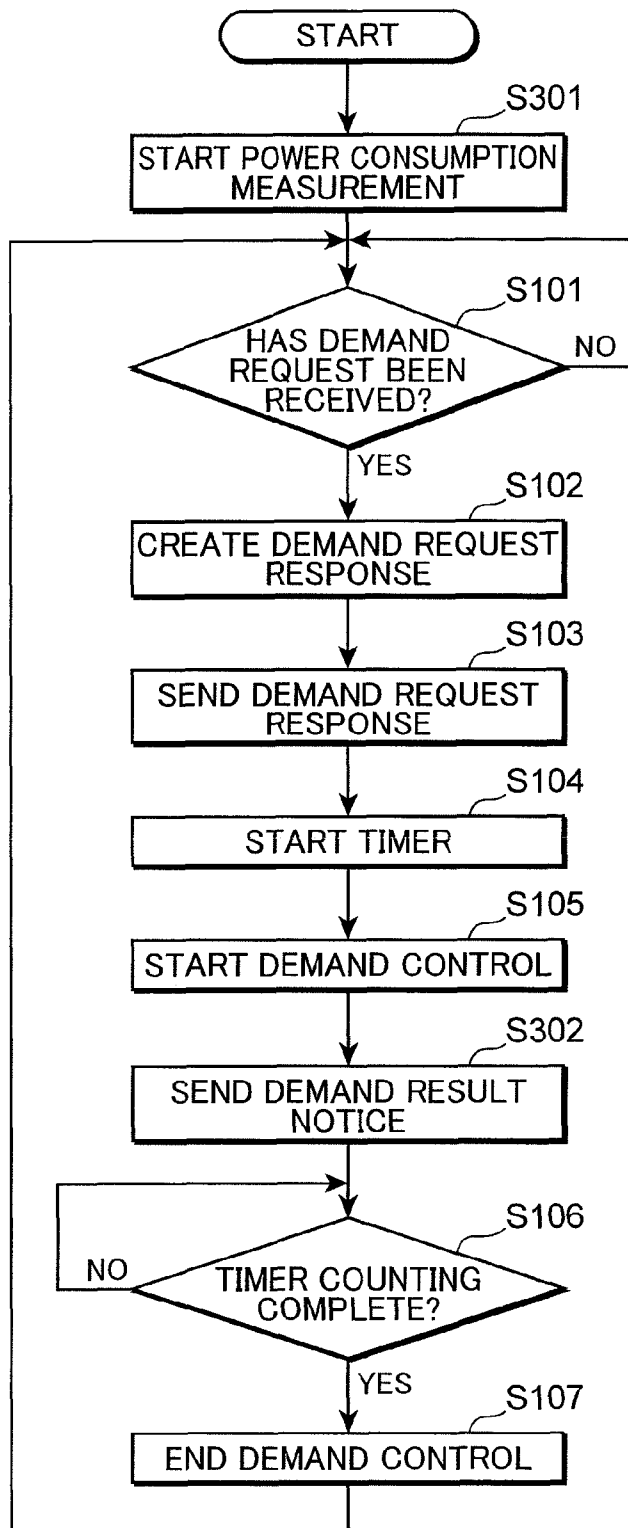 START
S301
START POWER CONSUMPTION
MEASUREMENT
S101
HAS DEMAND
REQUEST BEEN
RECEIVED?
NO
YES
S102
CREATE DEMAND REQUEST
RESPONSE
S103
SEND DEMAND REQUEST
RESPONSE
S104
START TIMER
S105
START DEMAND CONTROL
S302
SEND DEMAND RESULT
NOTICE
S106
NO
TIMER COUNTING
COMPLETE?
YES
S107
END DEMAND CONTROL